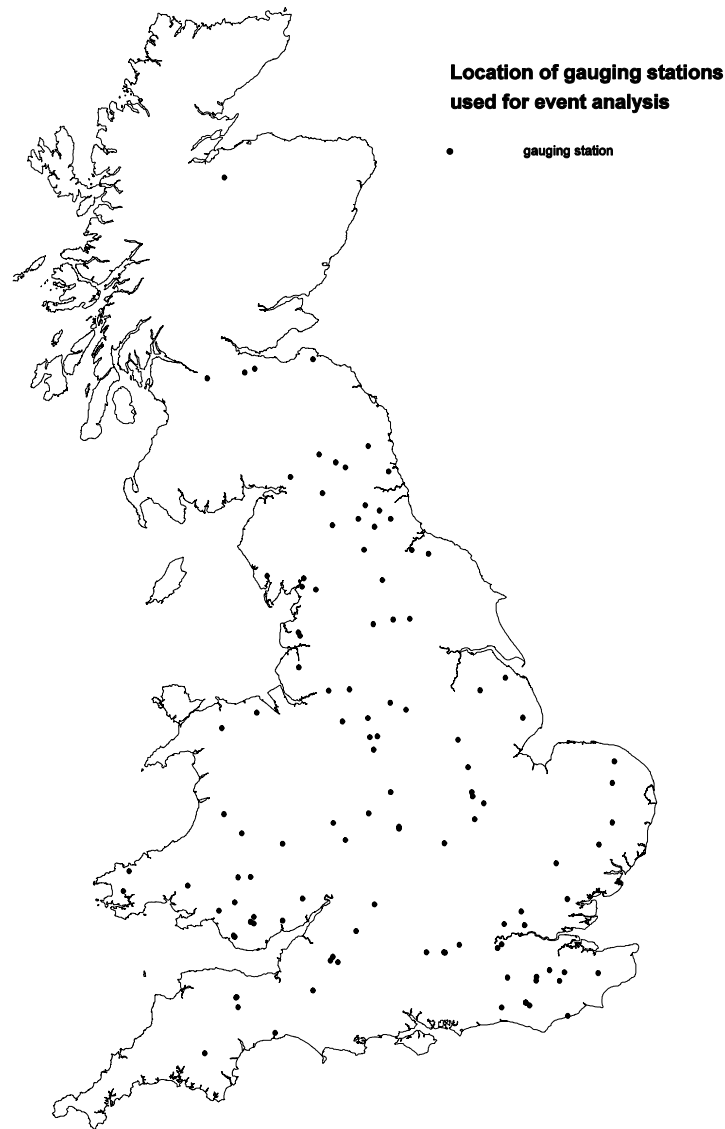 Location of gauging stations
used for event analysis
gauging station